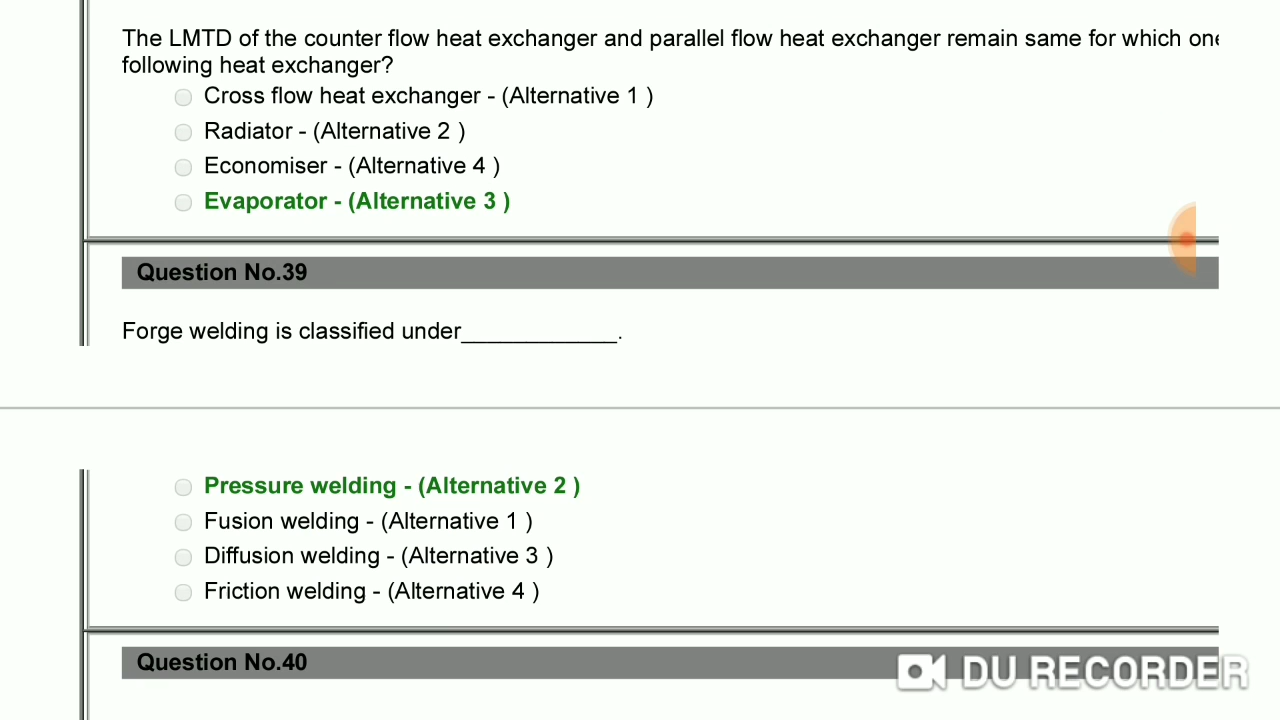 The LMTD of the counter flow heat exchanger and parallel flow heat exchanger remain same for which
following heat exchanger?
Cross flow heat exchanger - (Alternative 1 )
Radiator - (Alternative 2 )
Economiser - (Alternative 4 )
Evaporator - (Alternative 3 )
Question No.39
Forge welding is classified under____________.
Pressure welding - (Alternative 2 )
Fusion welding - (Alternative 1 )
Diffusion welding - (Alternative 3 )
Friction welding - (Alternative 4 )
Question No.40
DU RECORDER